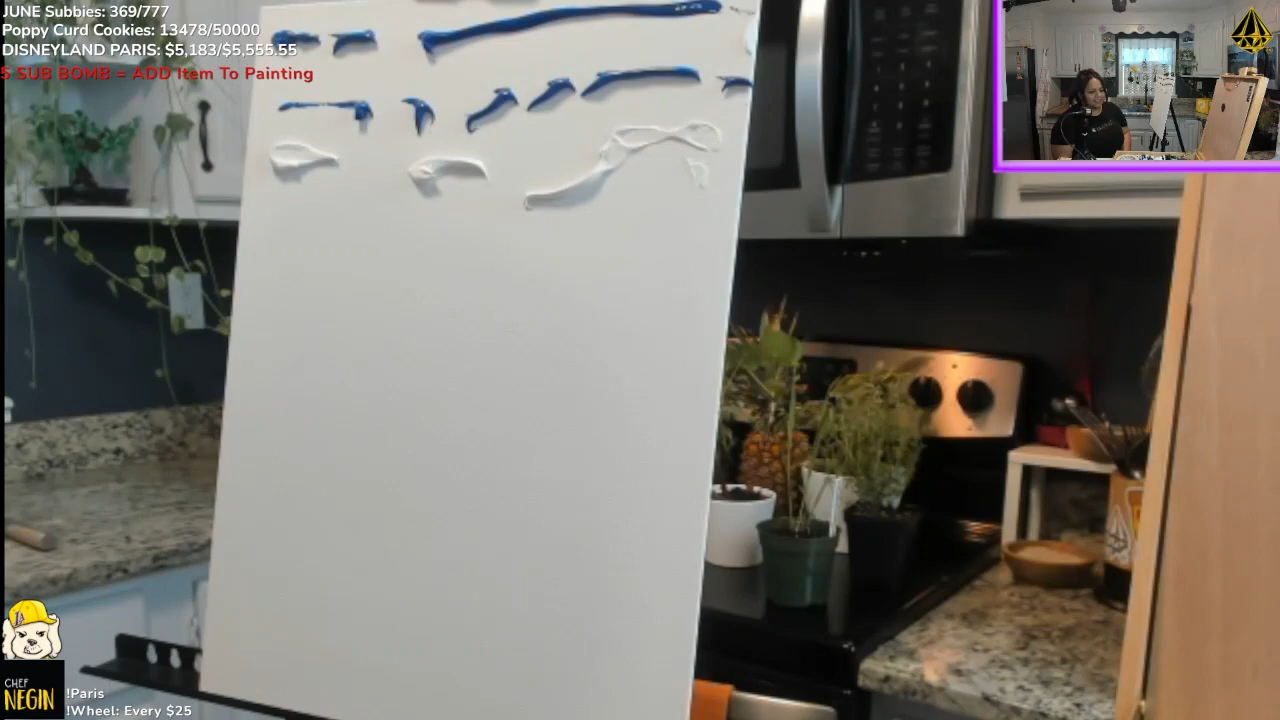 JUNE Subbies: 369/777
Poppy Curd Cookies: 13478/50000
DISNEYLAND PARIS: $5,183/$5,555.55
5 SUB BOMB = ADD Item To Painting
CHEF
NEGIN
!Paris
!Wheel: Every $25